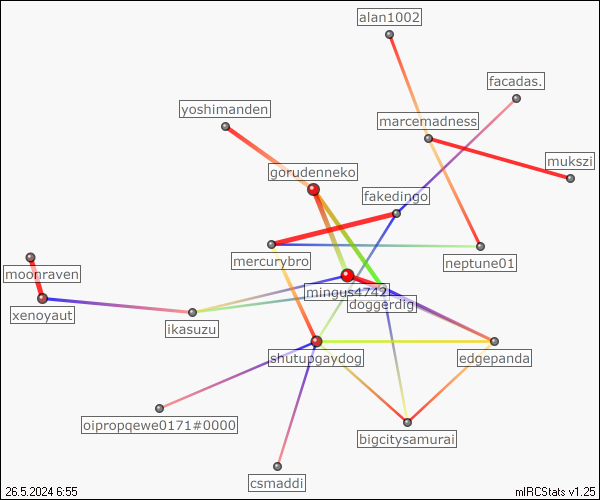 alan1002
facadas.
yoshimanden
marcemadness
mukszi
gorudenneko
fakedingo
mercurybro
neptune01
moonraven
mingus4742
doggerdig
xenoyaut
ikasuzu
shutupgaydog
edgepanda
oipropqewe0171#0000
bigcitysamurai
csmaddi
26.5.2024 6:55
mIRCStats v1.25